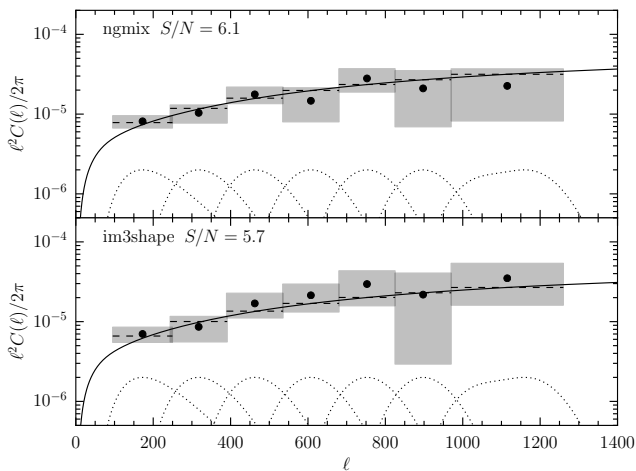 ngmix S/N = 6.1
10⁻⁴
10⁻⁵
10⁻⁶
ℓ²C(ℓ)/2π
im3shape S/N = 5.7
10⁻⁴
10⁻⁵
10⁻⁶
ℓ²C(ℓ)/2π
0 200 400 600 800 1000 1200 1400
ℓ